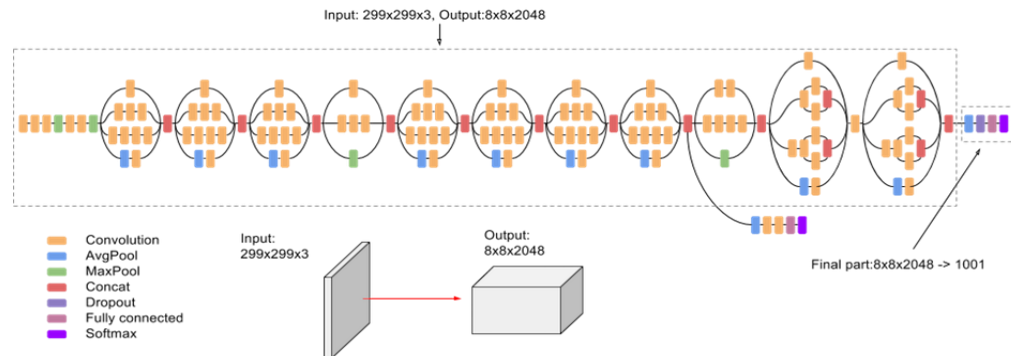 Input: 299x299x3, Output:8x8x2048
Input:
299x299x3
Output:
8x8x2048
Final part:8x8x2048 -> 1001
Convolution
AvgPool
MaxPool
Concat
Dropout
Fully connected
Softmax